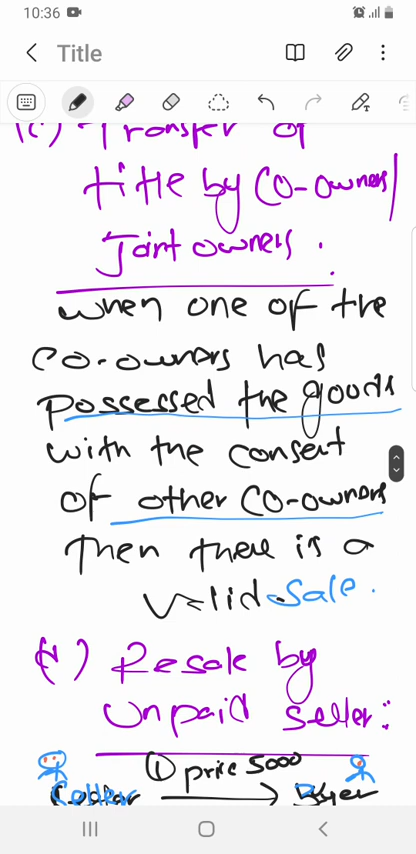 10:36
Title
Transfer of
title by Co-owners/
Joint owners.
when one of the
Co-owners has
possessed the goods
with the consent
of other Co-owners
Then there is a
Valid Sale.
Resale by
Unpaid seller:
① price 5000
Seller → Buyer